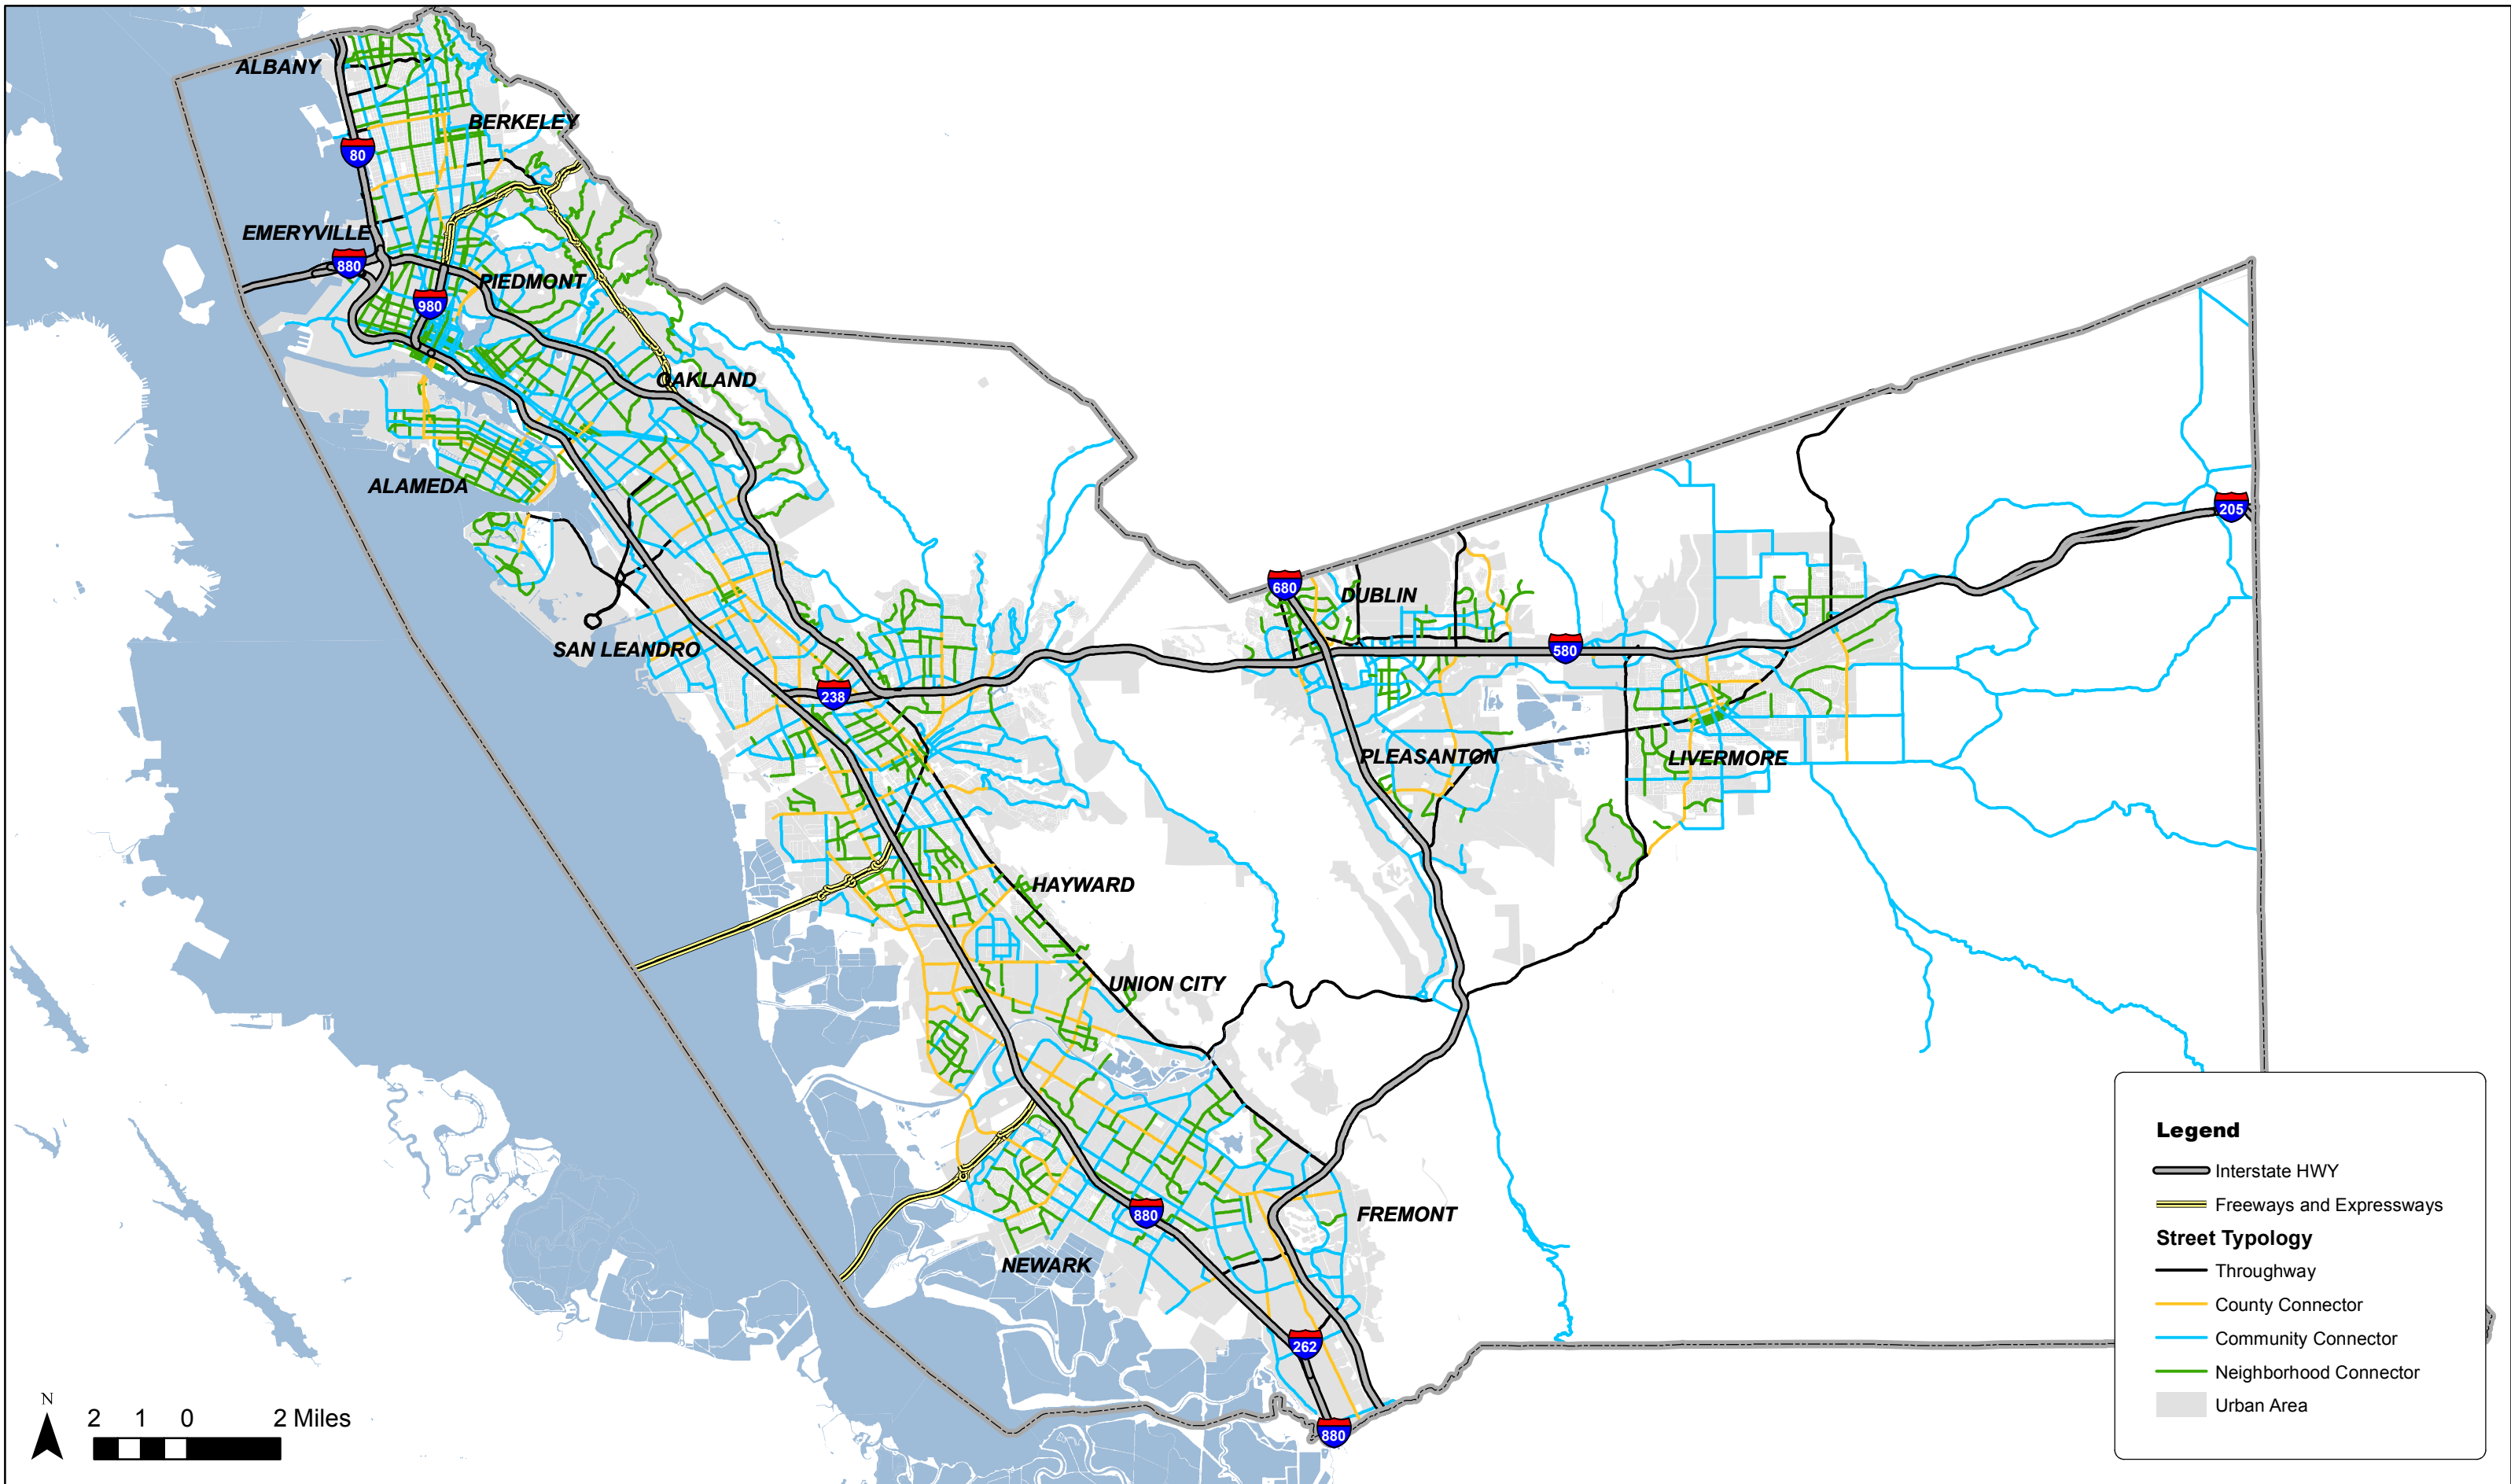 ALBANY
BERKELEY
80
EMERYVILLE
880
PIEDMONT
980
OAKLAND
ALAMEDA
205
680
DUBLIN
SAN LEANDRO
580
238
PLEASANTON
LIVERMORE
HAYWARD
UNION CITY
FREMONT
880
NEWARK
262
880
N
2 1 0 2 Miles
Legend
Interstate HWY
Freeways and Expressways
Street Typology
Throughway
County Connector
Community Connector
Neighborhood Connector
Urban Area